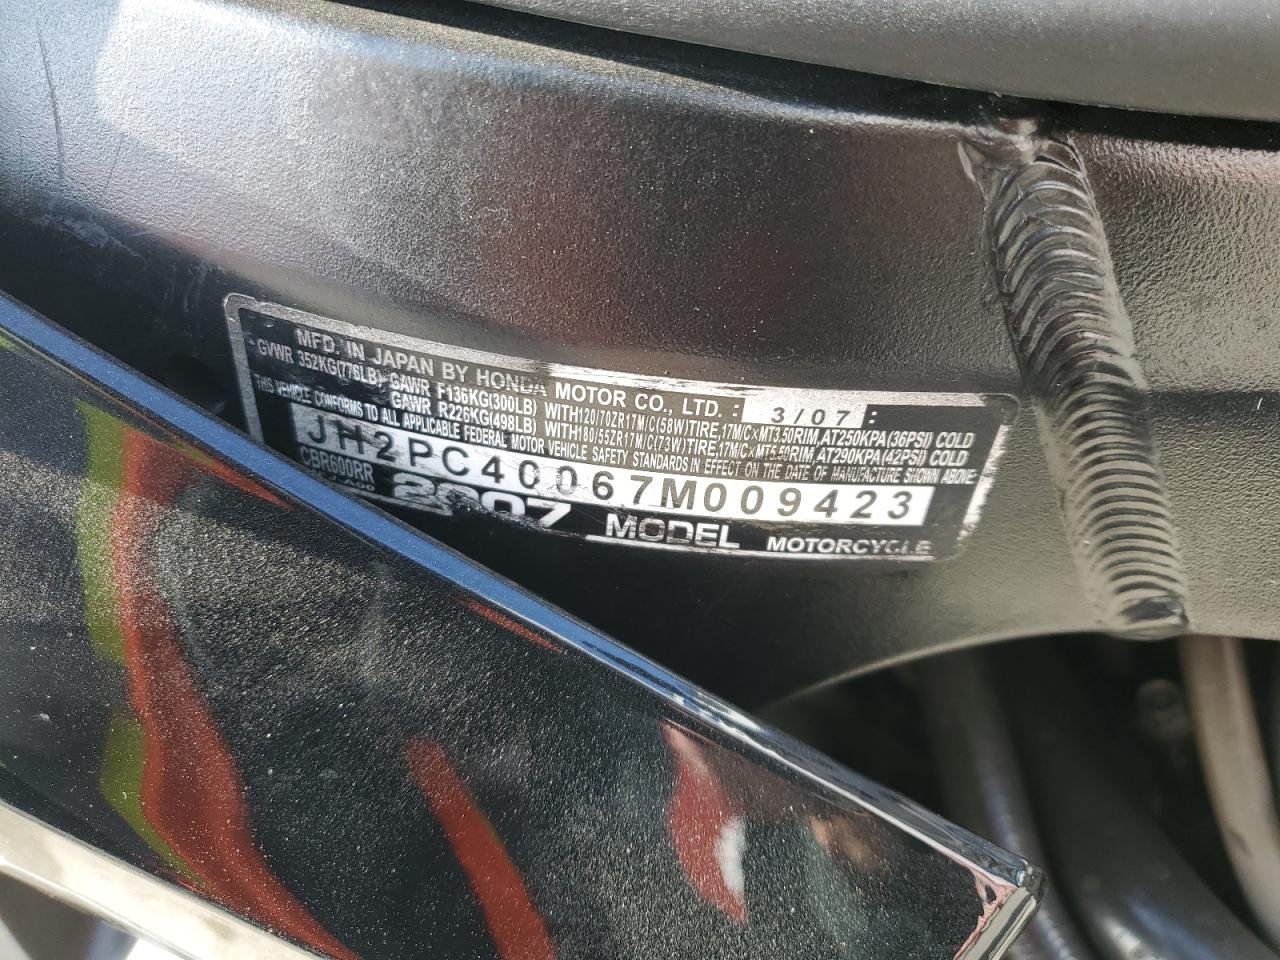 MFD. IN JAPAN BY HONDA MOTOR CO., LTD. : 3/07 :
GVWR 352KG(776LB) GAWR F136KG(300LB) WITH120/70ZR17M/C(58W)TIRE,17M/C×MT3.50RIM,AT250KPA(36PSI) COLD
GAWR R226KG(498LB) WITH180/55ZR17M/C(73W)TIRE,17M/C×MT5.50RIM,AT290KPA(42PSI) COLD
THIS VEHICLE CONFORMS TO ALL APPLICABLE FEDERAL MOTOR VEHICLE SAFETY STANDARDS IN EFFECT ON THE DATE OF MANUFACTURE SHOWN ABOVE
JH2PC40067M009423
CBR600RR 2007 MODEL MOTORCYCLE